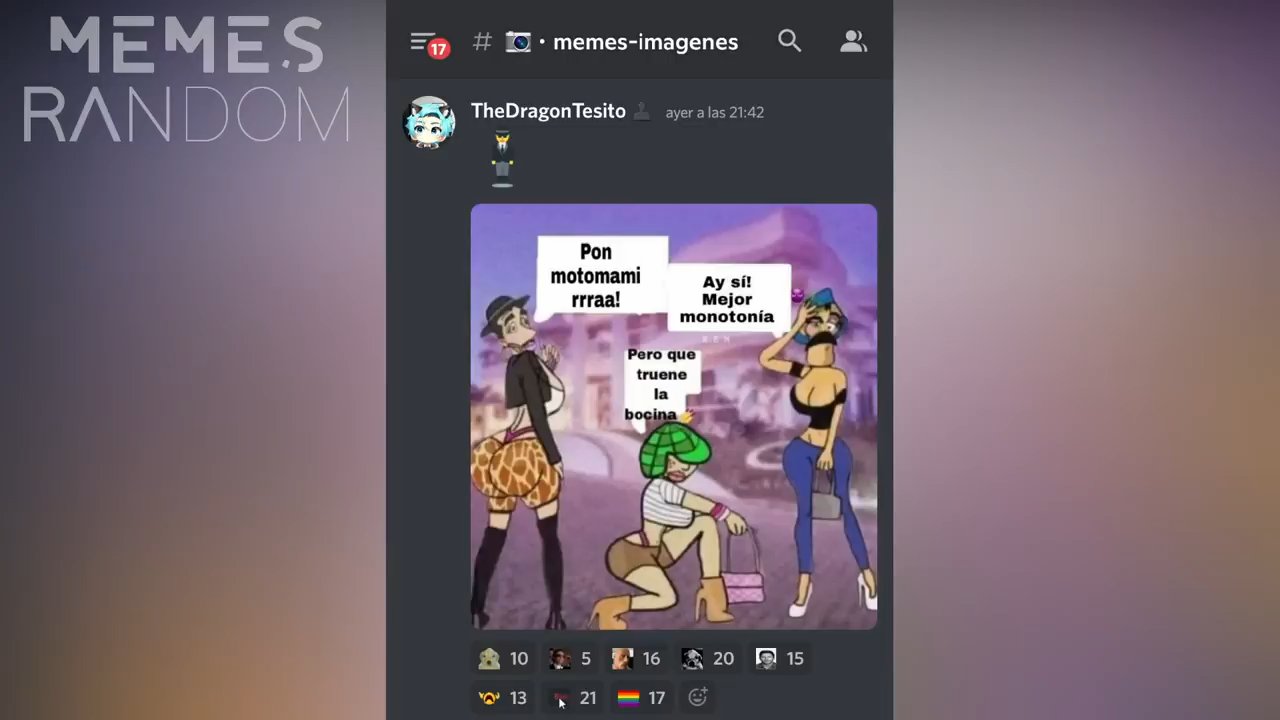 MEMES
RANDOM
17
# • memes-imagenes
TheDragonTesito ayer a las 21:42
Pon
motomami
rrraa!
Ay sí!
Mejor
monotonía
Pero que
truene
la
bocina
10 5 16 20 15
13 21 17